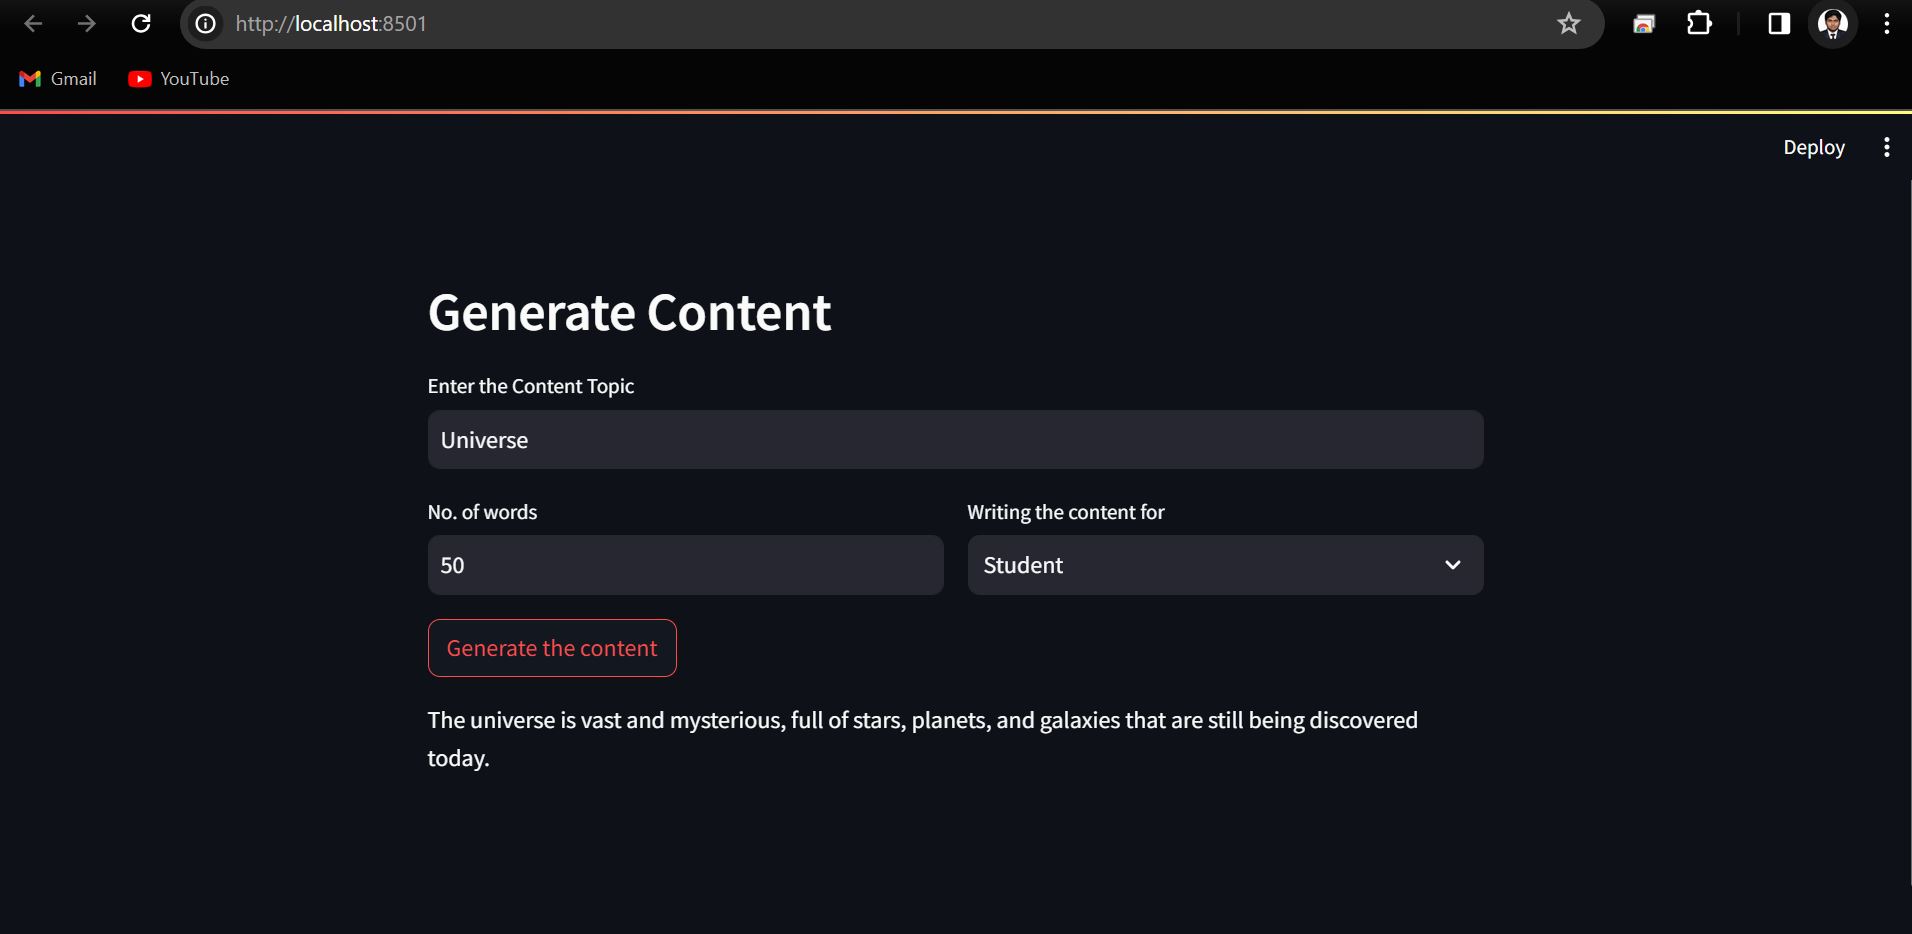 http://localhost:8501
Gmail YouTube
Deploy
Generate Content
Enter the Content Topic
Universe
No. of words Writing the content for
50 Student
Generate the content
The universe is vast and mysterious, full of stars, planets, and galaxies that are still being discovered
today.